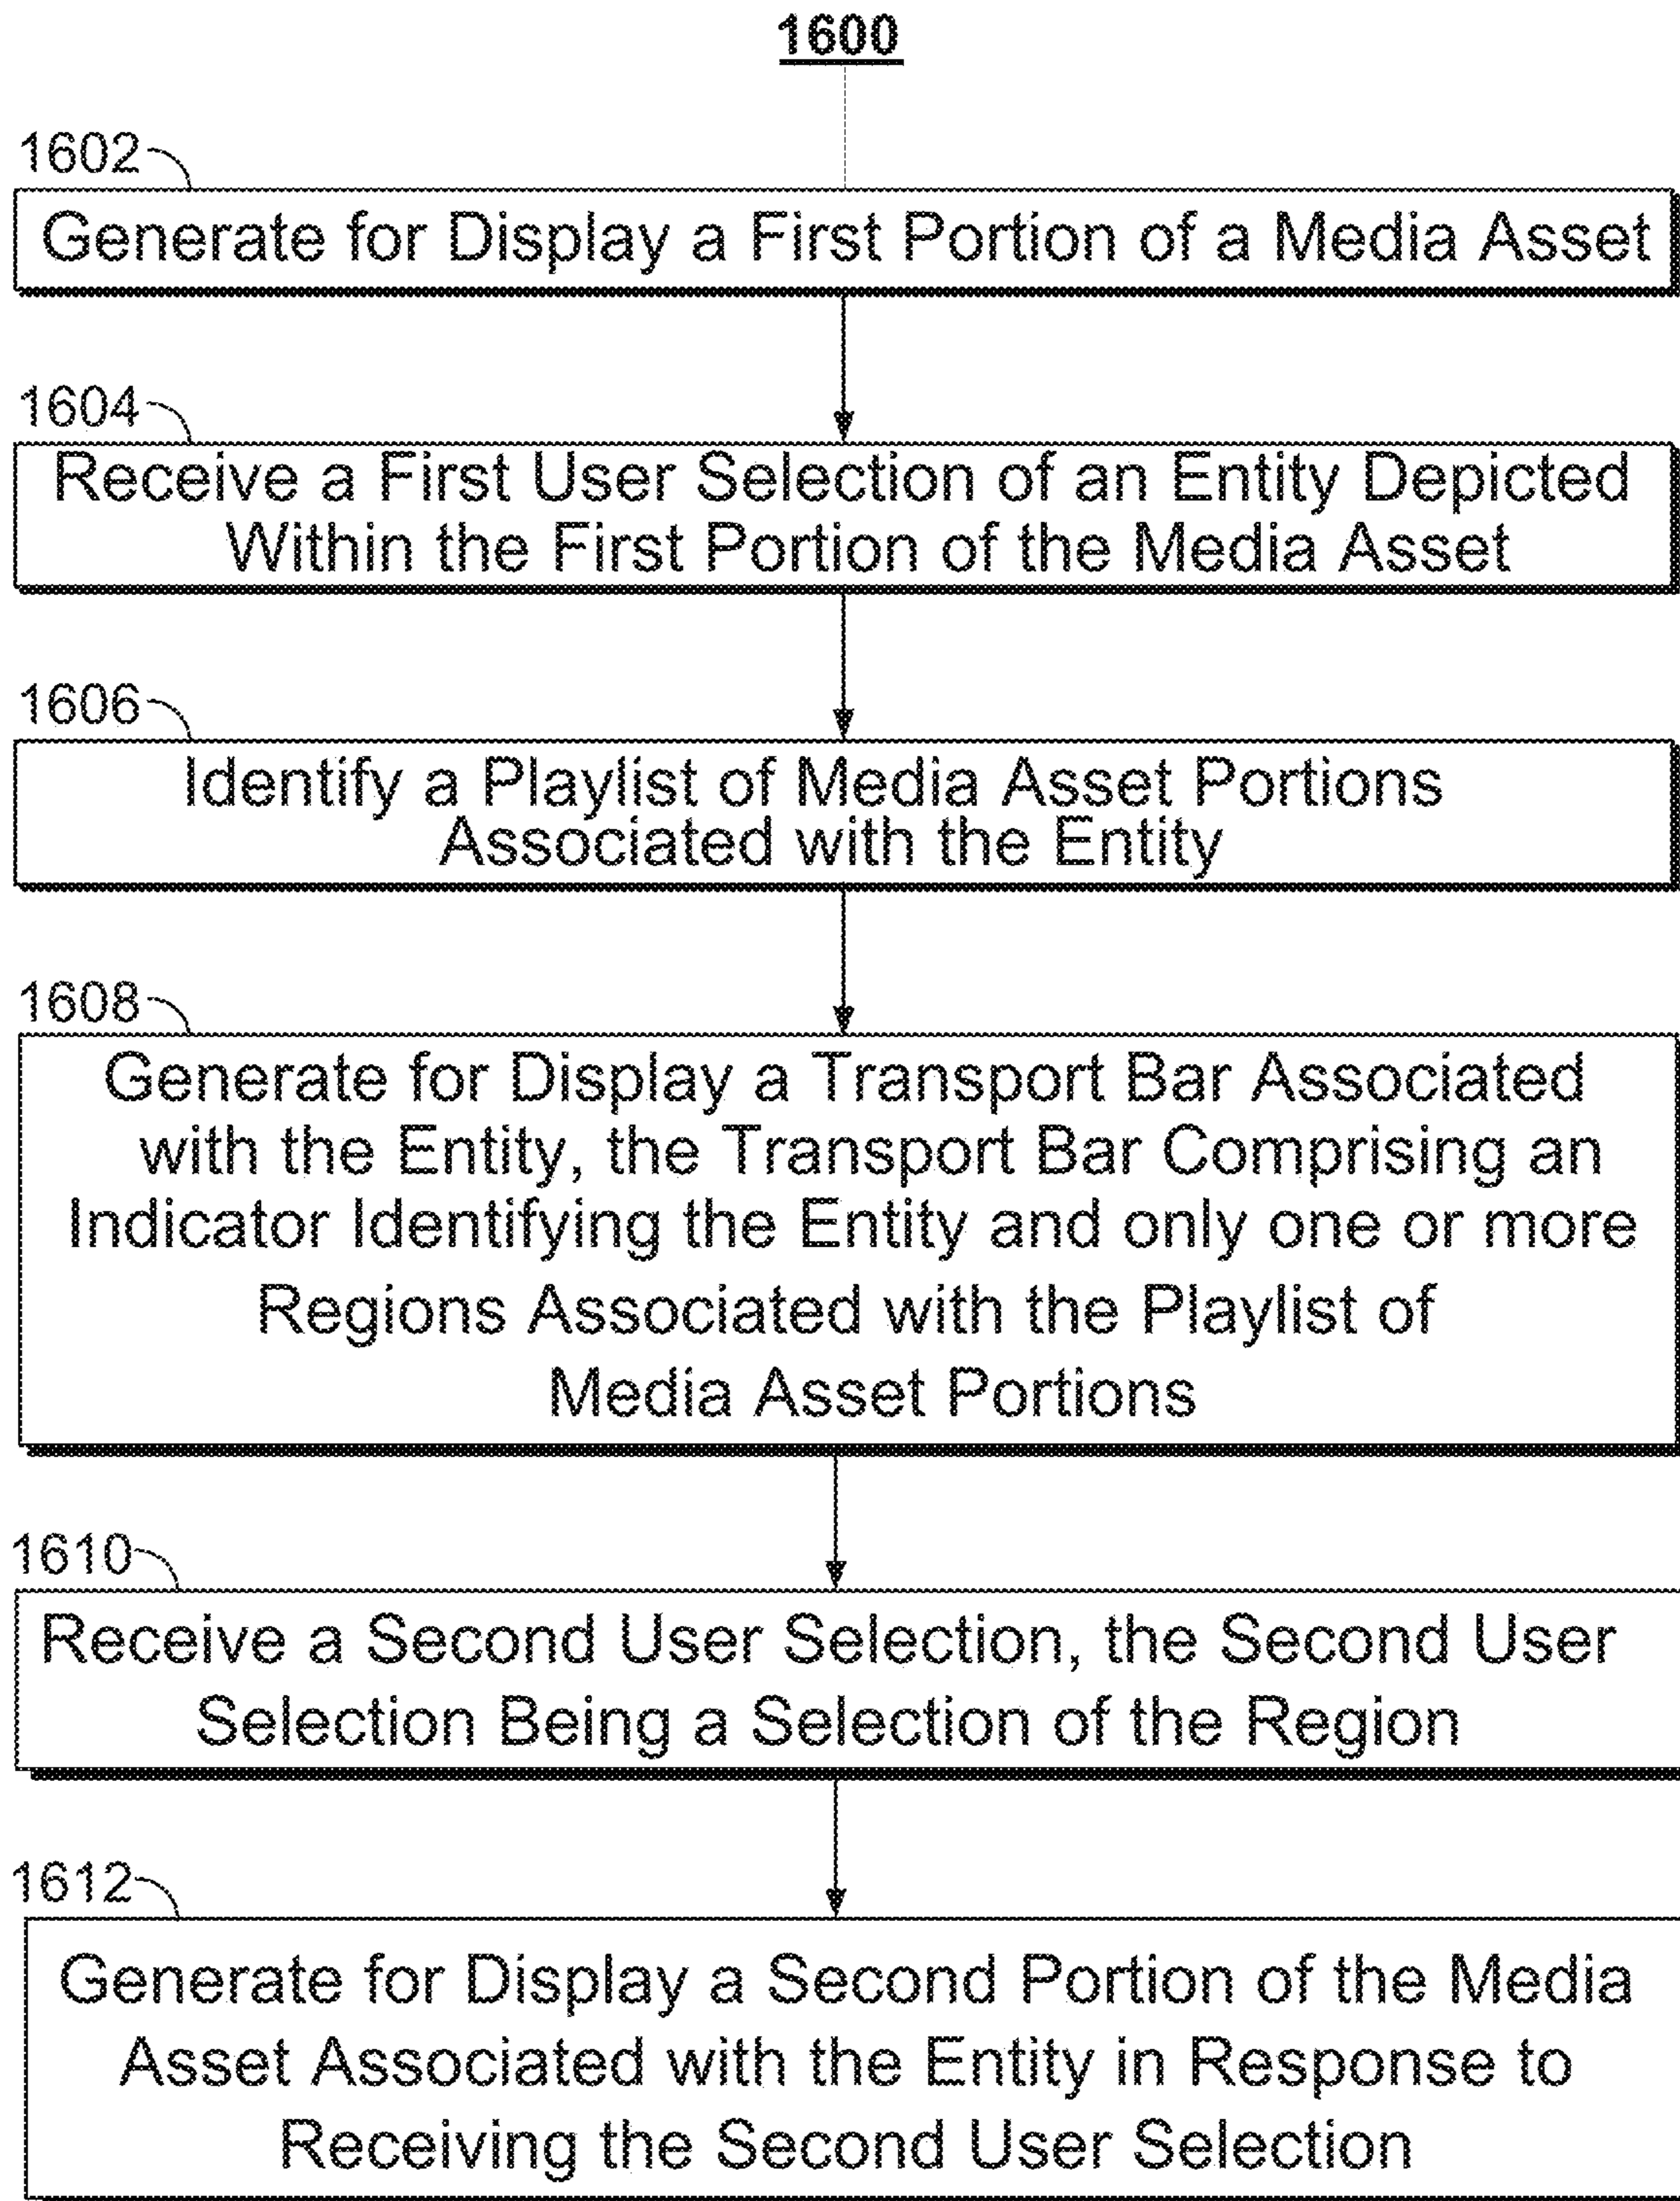 1600
1602
Generate for Display a First Portion of a Media Asset
1604
Receive a First User Selection of an Entity Depicted
Within the First Portion of the Media Asset
1606
Identify a Playlist of Media Asset Portions
Associated with the Entity
1608
Generate for Display a Transport Bar Associated
with the Entity, the Transport Bar Comprising an
Indicator Identifying the Entity and only one or more
Regions Associated with the Playlist of
Media Asset Portions
1610
Receive a Second User Selection, the Second User
Selection Being a Selection of the Region
1612
Generate for Display a Second Portion of the Media
Asset Associated with the Entity in Response to
Receiving the Second User Selection